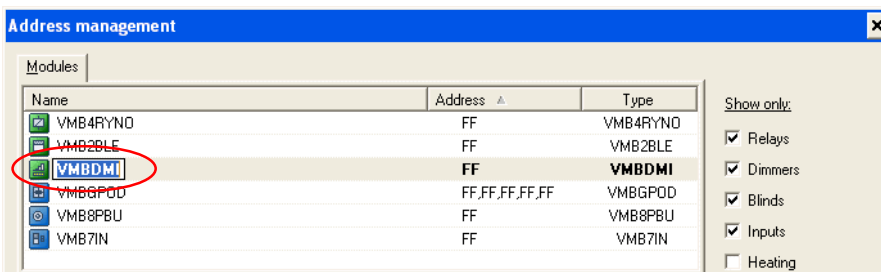 Address management
Modules
Name Address Type
VMB4RYNO FF VMB4RYNO
VMB2BLE FF VMB2BLE
VMBDMI FF VMBDMI
VMBGPOD FF,FF,FF,FF,FF VMBGPOD
VMB8PBU FF VMB8PBU
VMB7IN FF VMB7IN
Show only:
Relays
Dimmers
Blinds
Inputs
Heating